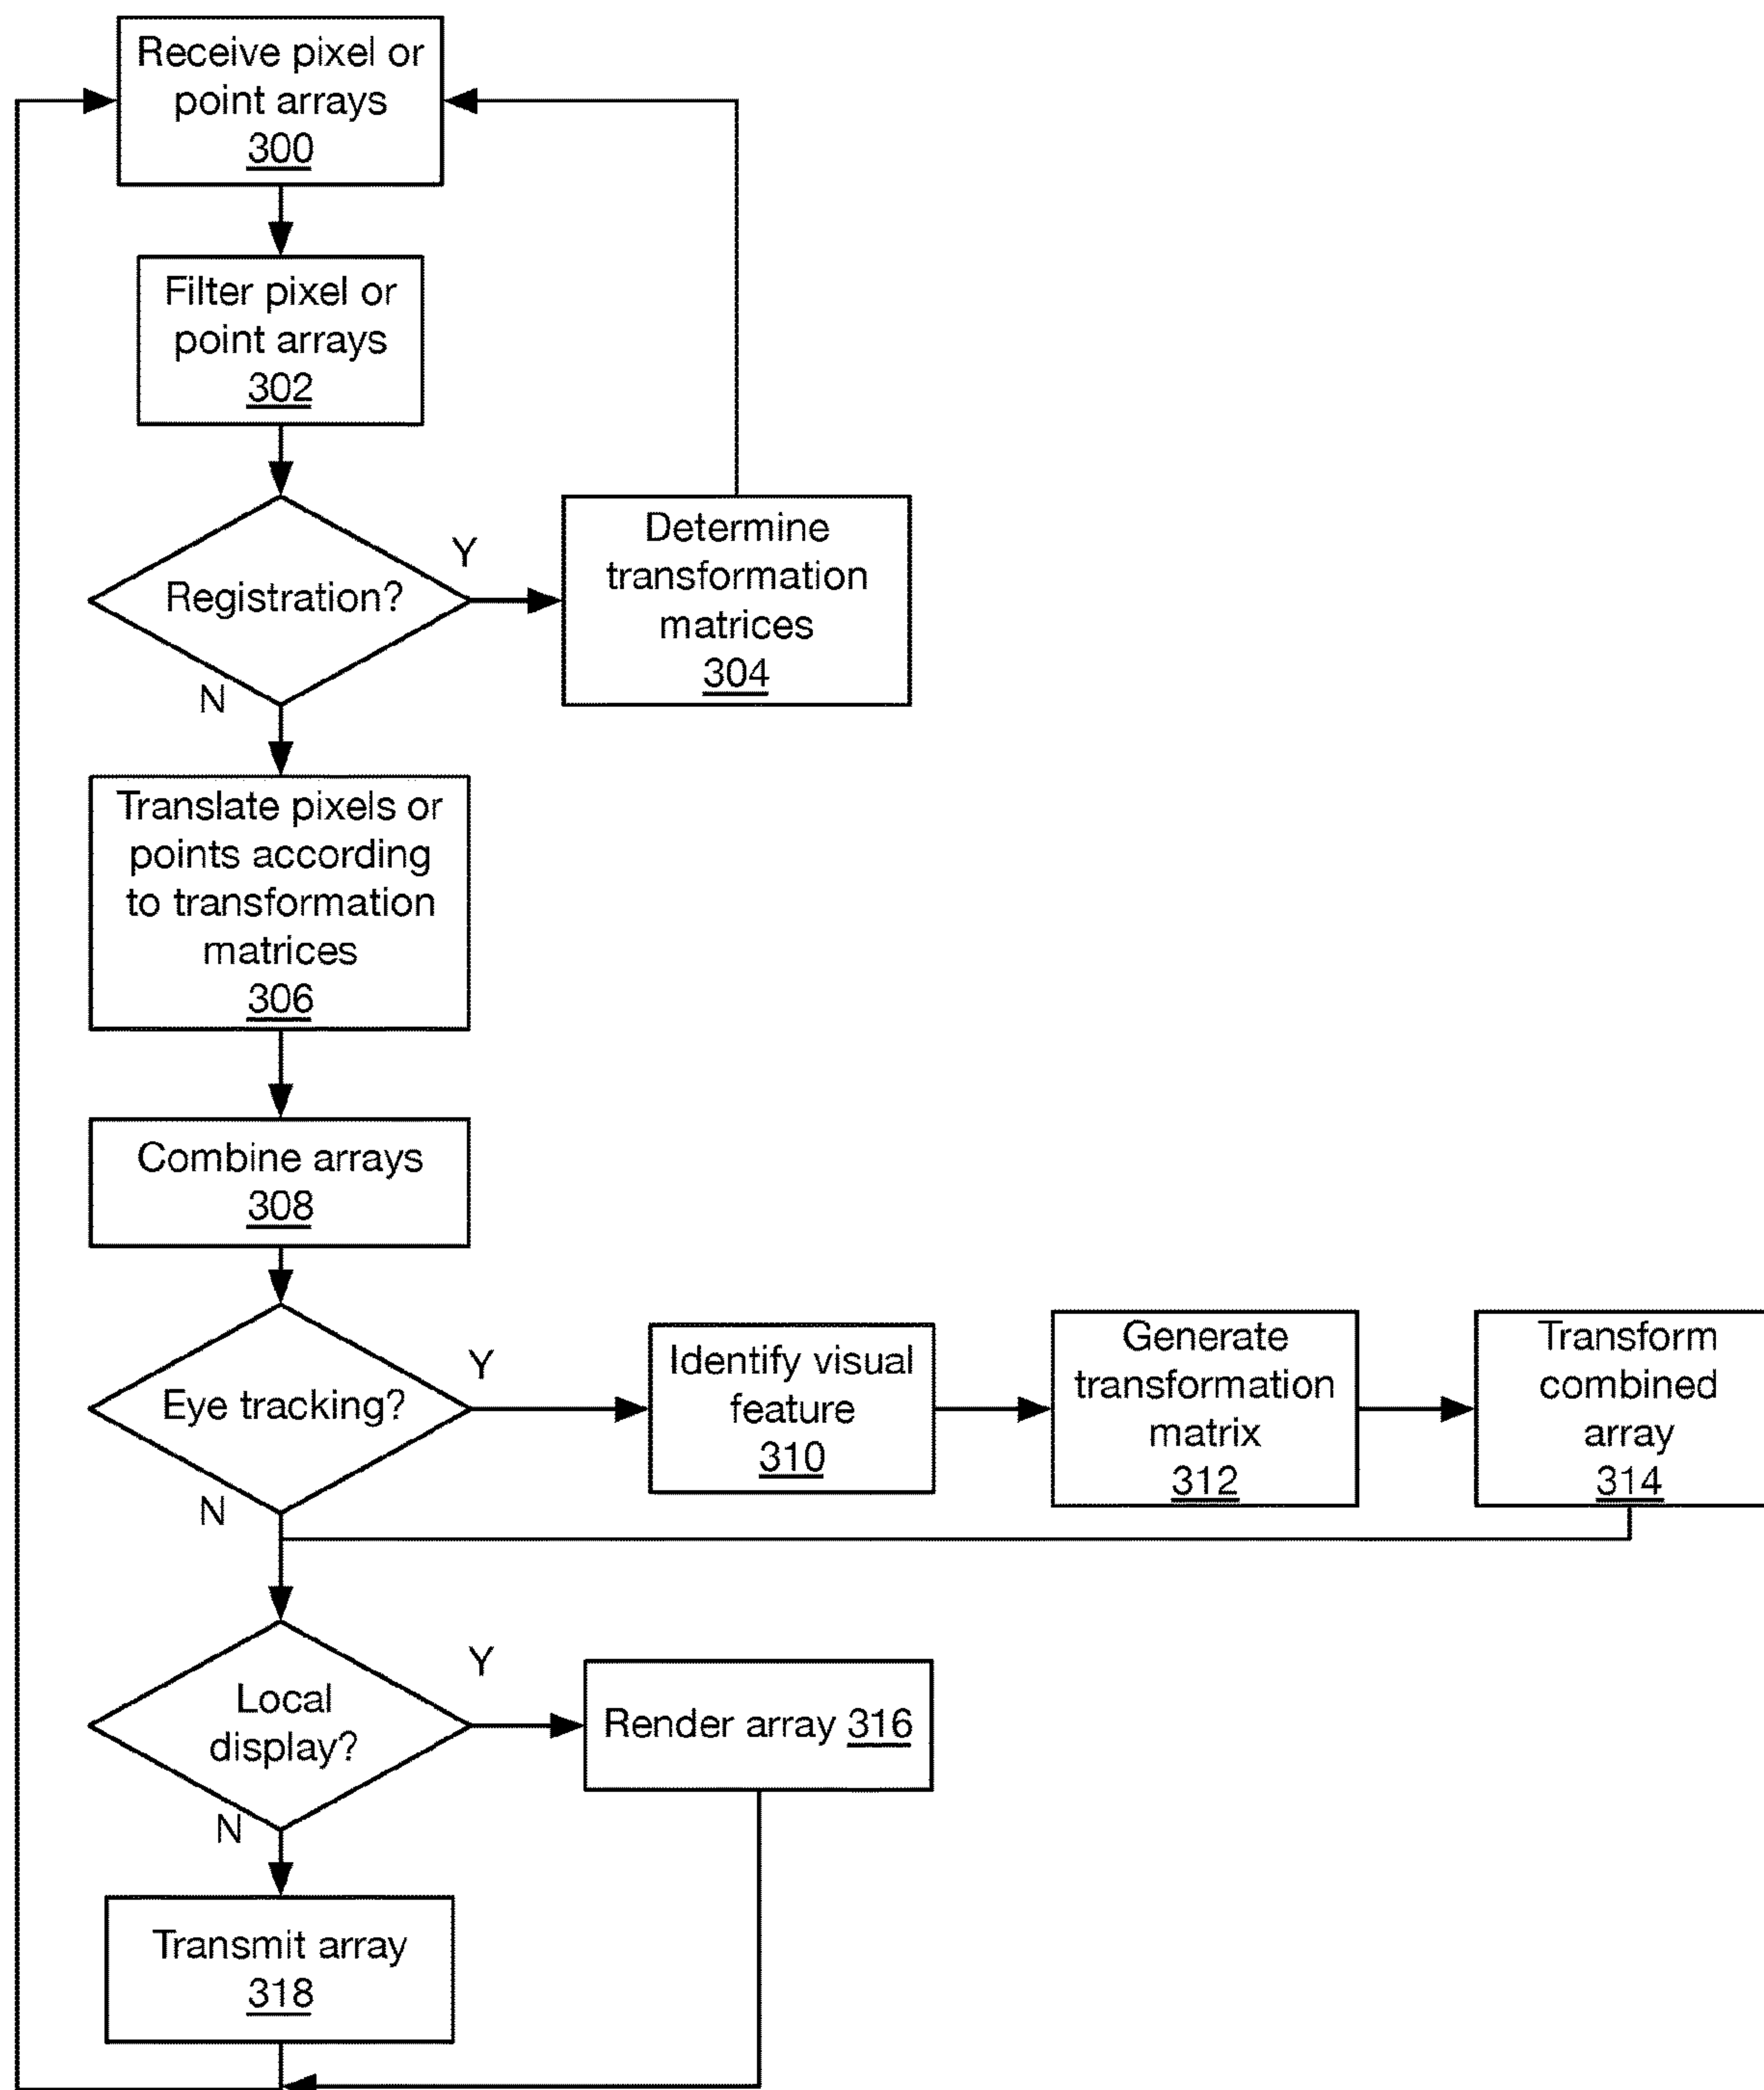 Receive pixel or
point arrays
300
Filter pixel or
point arrays
302
Registration?
Y
N
Determine
transformation
matrices
304
Translate pixels or
points according
to transformation
matrices
306
Combine arrays
308
Eye tracking?
Y
N
Identify visual
feature
310
Generate
transformation
matrix
312
Transform
combined
array
314
Local
display?
Y
N
Render array 316
Transmit array
318